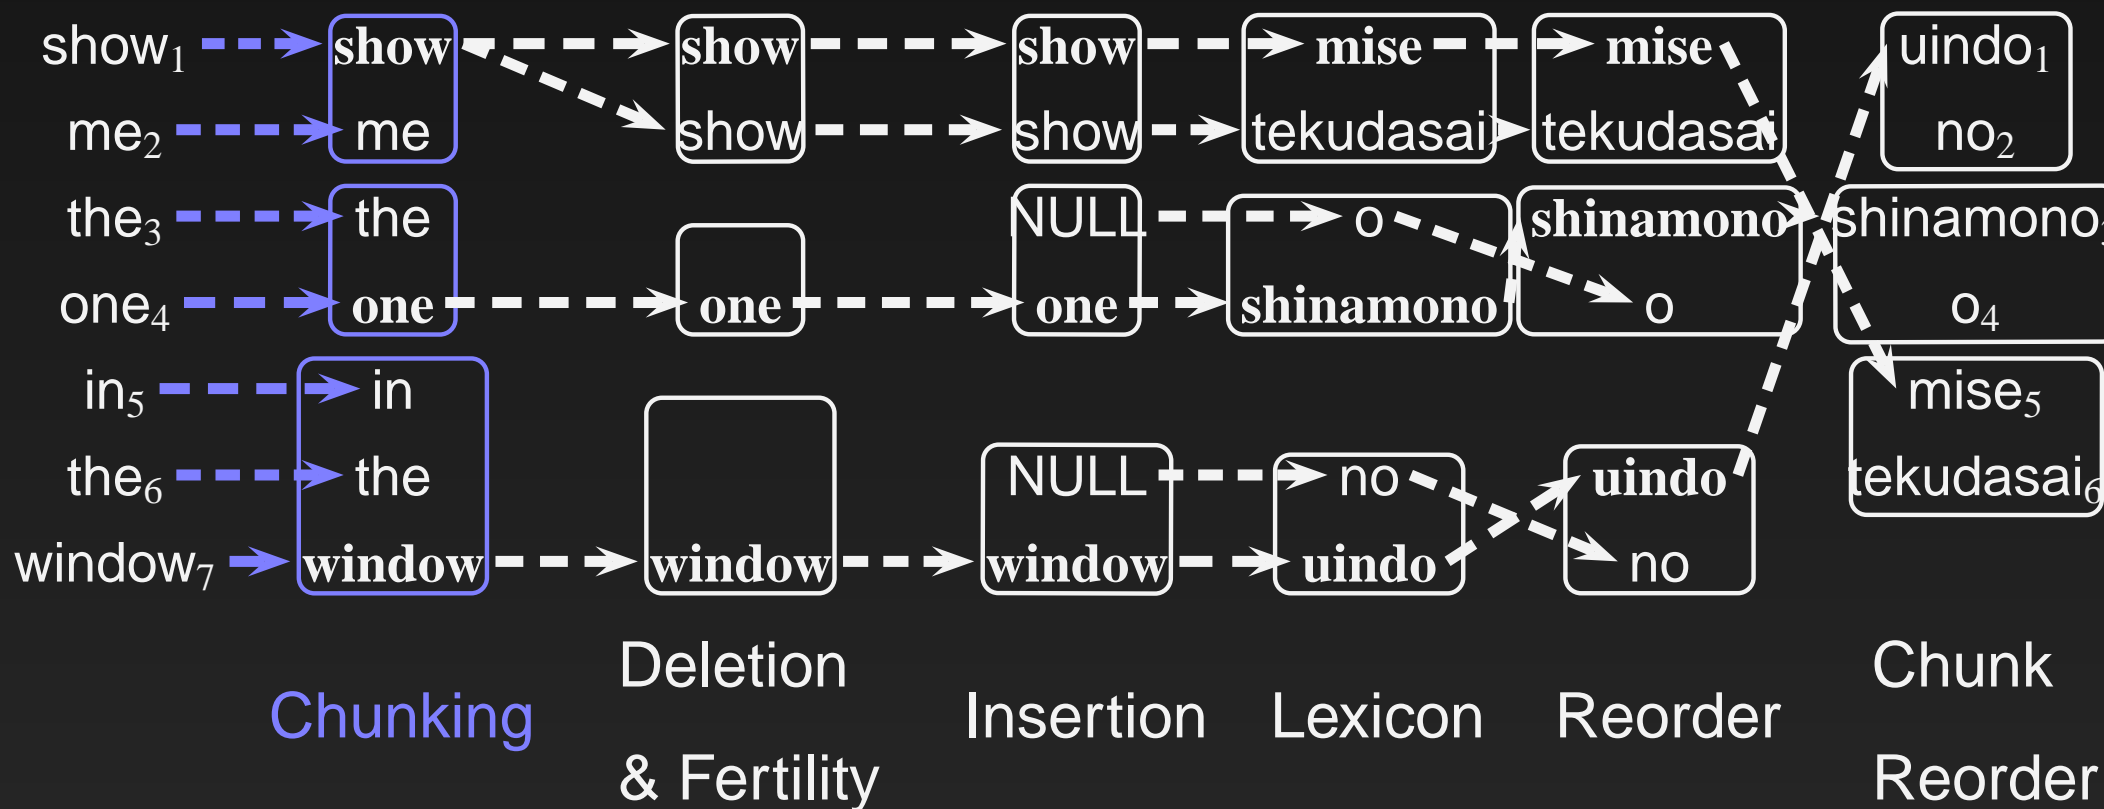 show₁ show show show mise mise uindo₁
me₂ me show show tekudasai tekudasai no₂
the₃ the NULL o shinamono shinamono
one₄ one one one shinamono o o₄
in₅ in mise₅
the₆ the NULL no uindo tekudasai₆
window₇ window window window uindo no
Deletion Chunk
Chunking Insertion Lexicon Reorder
& Fertility Reorder